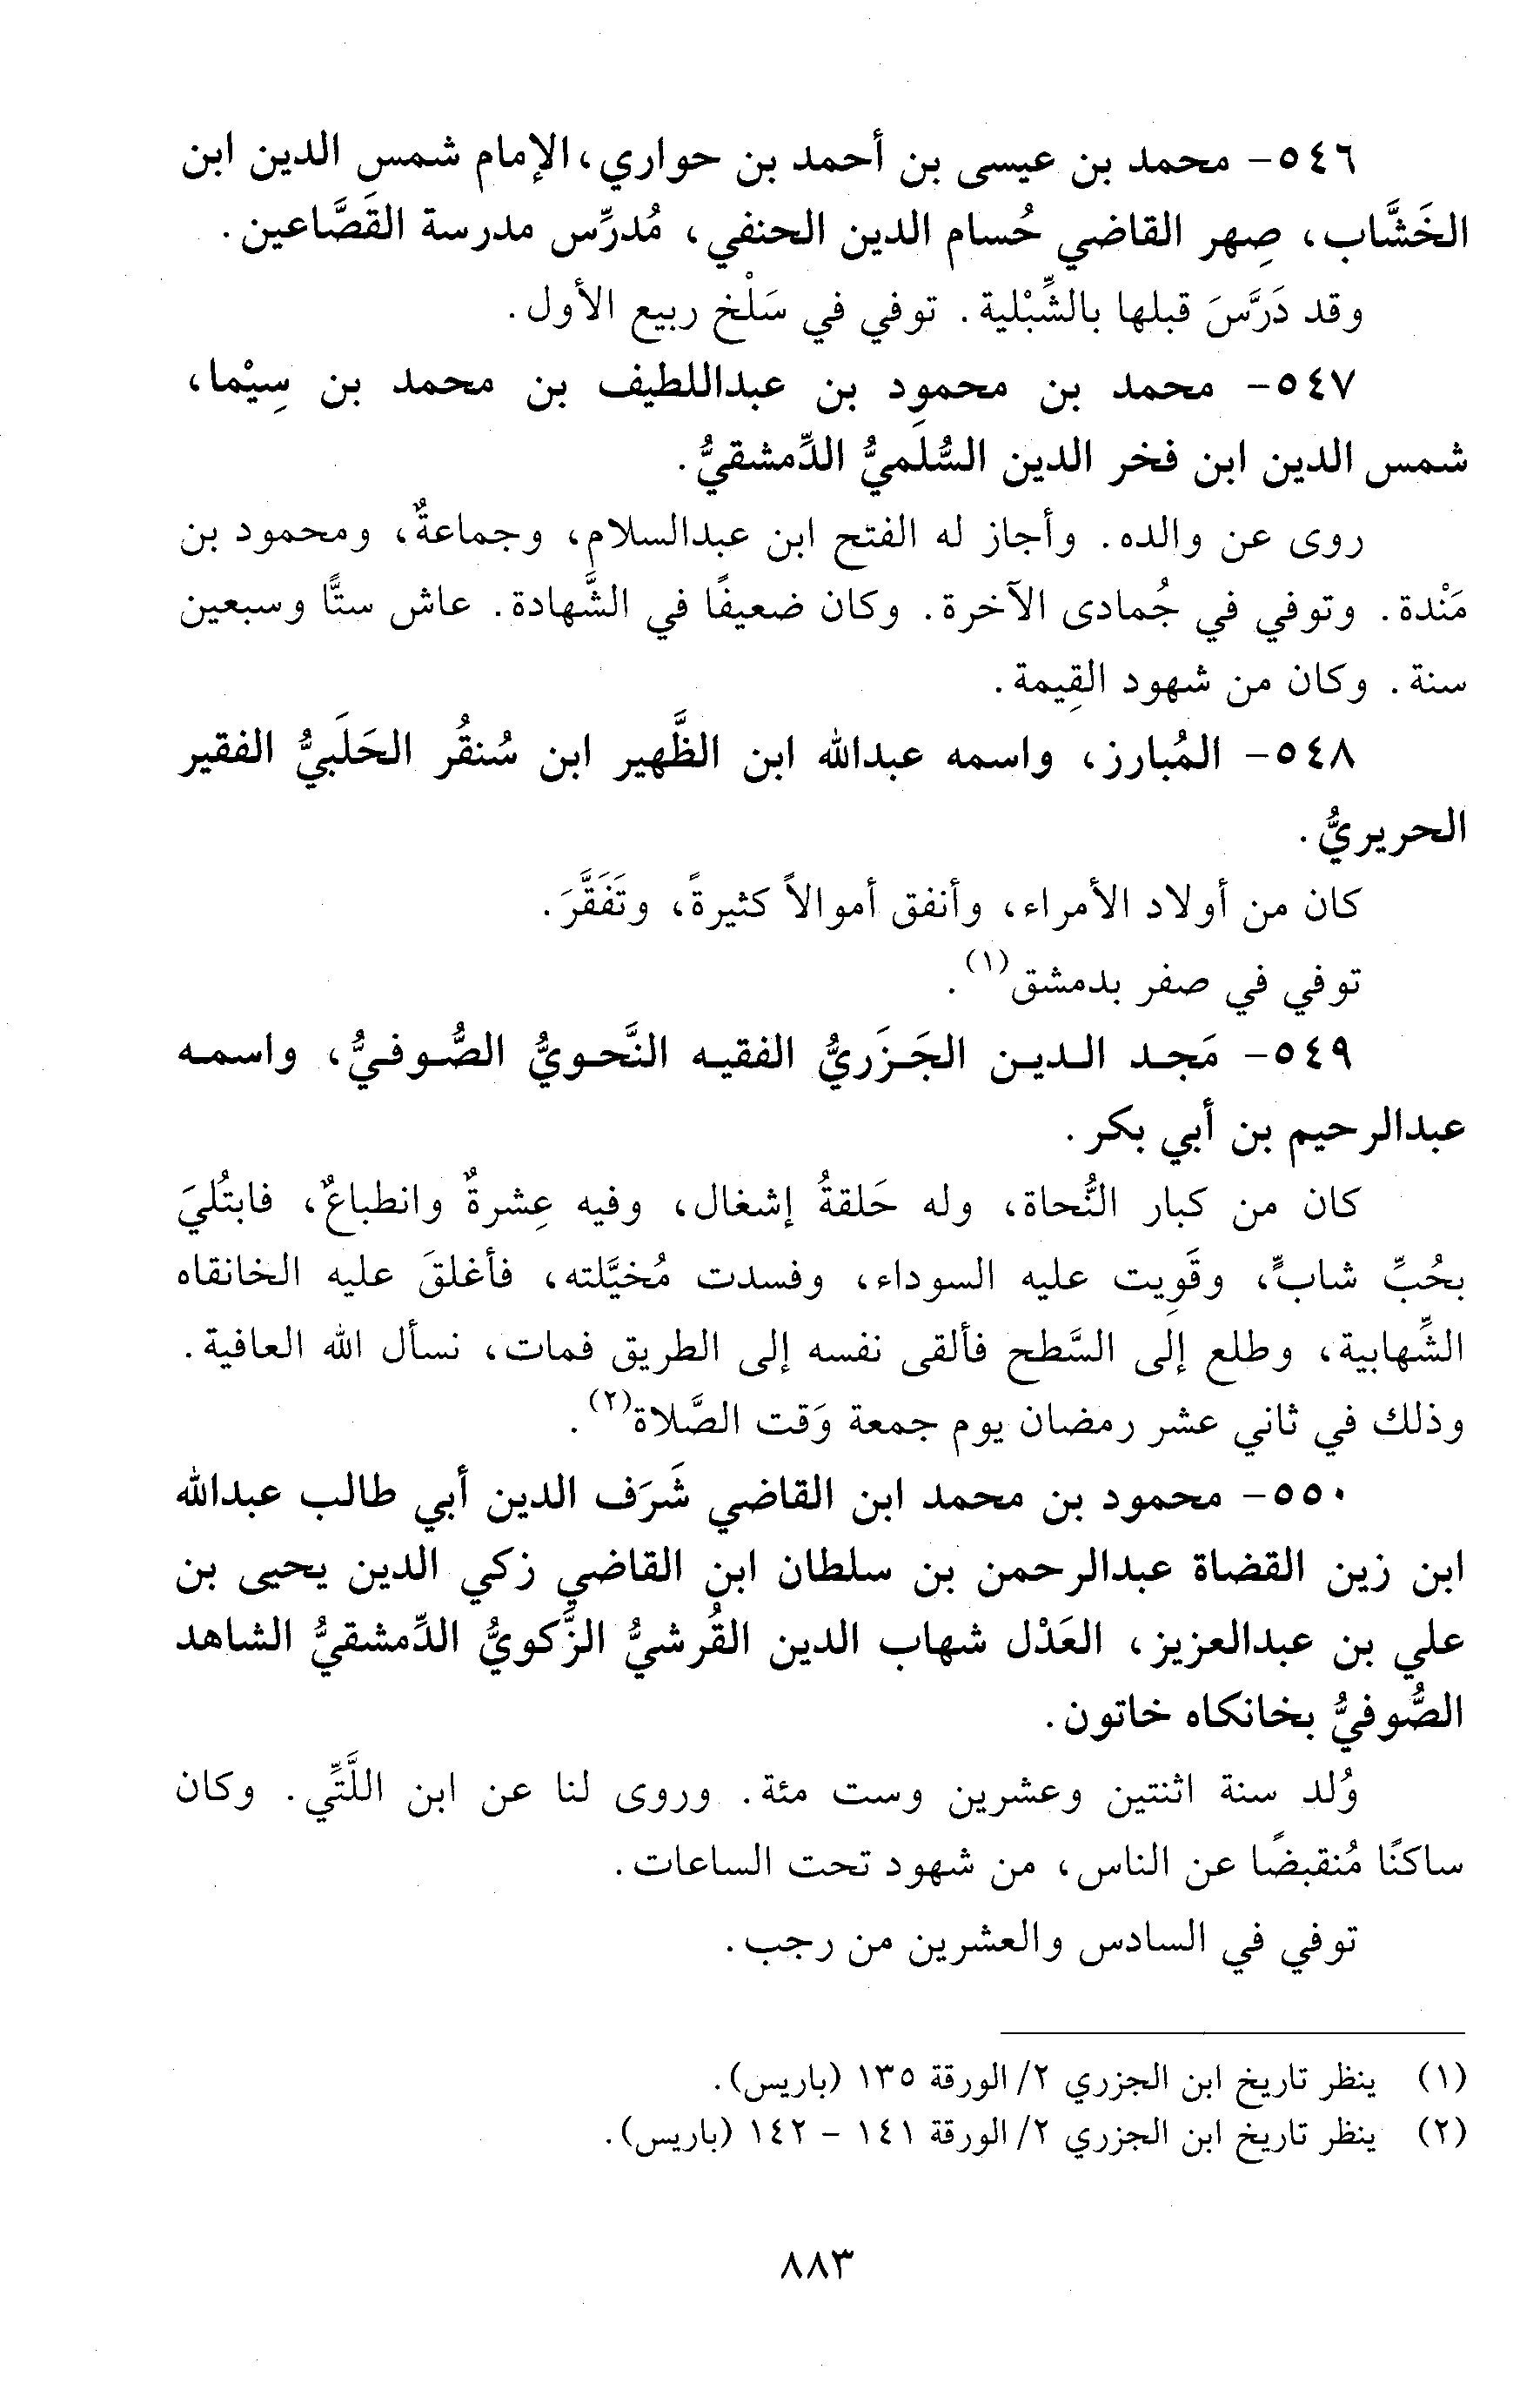 ٥٤٦- محمد بن عيسى بن أحمد بن حواري، الإمام شمس الدين ابن
الخَشَّاب، صِهر القاضي حُسام الدين الحنفي، مُدرِّس مدرسة القَصَّاعين.
وقد دَرَّسَ قبلها بالشِّبْلية. توفي في سَلْخ ربيع الأول.
٥٤٧- محمد بن محمود بن عبداللطيف بن محمد بن سِيْما،
شمس الدين ابن فخر الدين السُّلَميُّ الدِّمشقيُّ.
روى عن والده. وأجاز له الفتح ابن عبدالسلام، وجماعةٌ، ومحمود بن
مَنْدة. وتوفي في جُمادى الآخرة. وكان ضعيفًا في الشَّهادة. عاش ستًّا وسبعين
سنة. وكان من شهود القِيمة.
٥٤٨- المُبارز، واسمه عبدالله ابن الظَّهير ابن سُنقُر الحَلَبيُّ الفقير
الحريريُّ.
كان من أولاد الأمراء، وأنفق أموالاً كثيرةً، وتَفَقَّرَ.
توفي في صفر بدمشق(١).
٥٤٩- مَجد الدين الجَزَريُّ الفقيه النَّحويُّ الصُّوفيُّ، واسمه
عبدالرحيم بن أبي بكر.
كان من كبار النُّحاة، وله حَلقةُ إشغال، وفيه عِشرةٌ وانطباعٌ، فابتُليَ
بحُبِّ شابٍّ، وقَوِيت عليه السوداء، وفسدت مُخيَّلته، فأغلقَ عليه الخانقاه
الشِّهابية، وطلع إلى السَّطح فألقى نفسه إلى الطريق فمات، نسأل الله العافية.
وذلك في ثاني عشر رمضان يوم جمعة وَقت الصَّلاة(٢).
٥٥٠- محمود بن محمد ابن القاضي شَرَف الدين أبي طالب عبدالله
ابن زين القضاة عبدالرحمن بن سلطان ابن القاضي زكي الدين يحيى بن
علي بن عبدالعزيز، العَدْل شهاب الدين القُرشيُّ الزَّكويُّ الدِّمشقيُّ الشاهد
الصُّوفيُّ بخانكاه خاتون.
وُلد سنة اثنتين وعشرين وست مئة. وروى لنا عن ابن اللَّتِّي. وكان
ساكنًا مُنقبضًا عن الناس، من شهود تحت الساعات.
توفي في السادس والعشرين من رجب.
(١) ينظر تاريخ ابن الجزري ٢/ الورقة ١٣٥ (باريس).
(٢) ينظر تاريخ ابن الجزري ٢/ الورقة ١٤١ - ١٤٢ (باريس).
٨٨٣